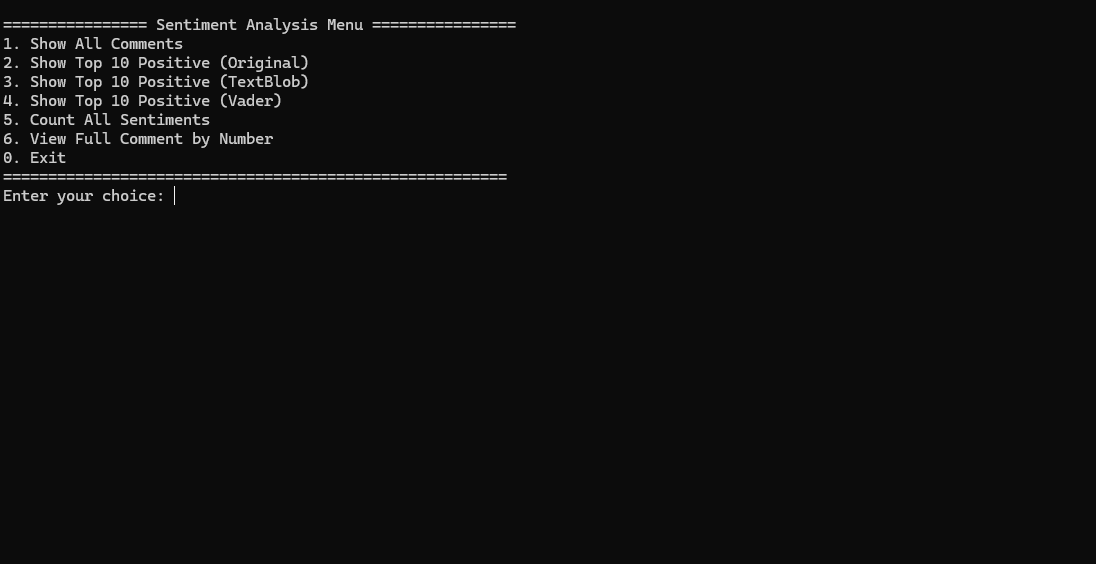 ================ Sentiment Analysis Menu ================
1. Show All Comments
2. Show Top 10 Positive (Original)
3. Show Top 10 Positive (TextBlob)
4. Show Top 10 Positive (Vader)
5. Count All Sentiments
6. View Full Comment by Number
0. Exit
========================================================
Enter your choice: